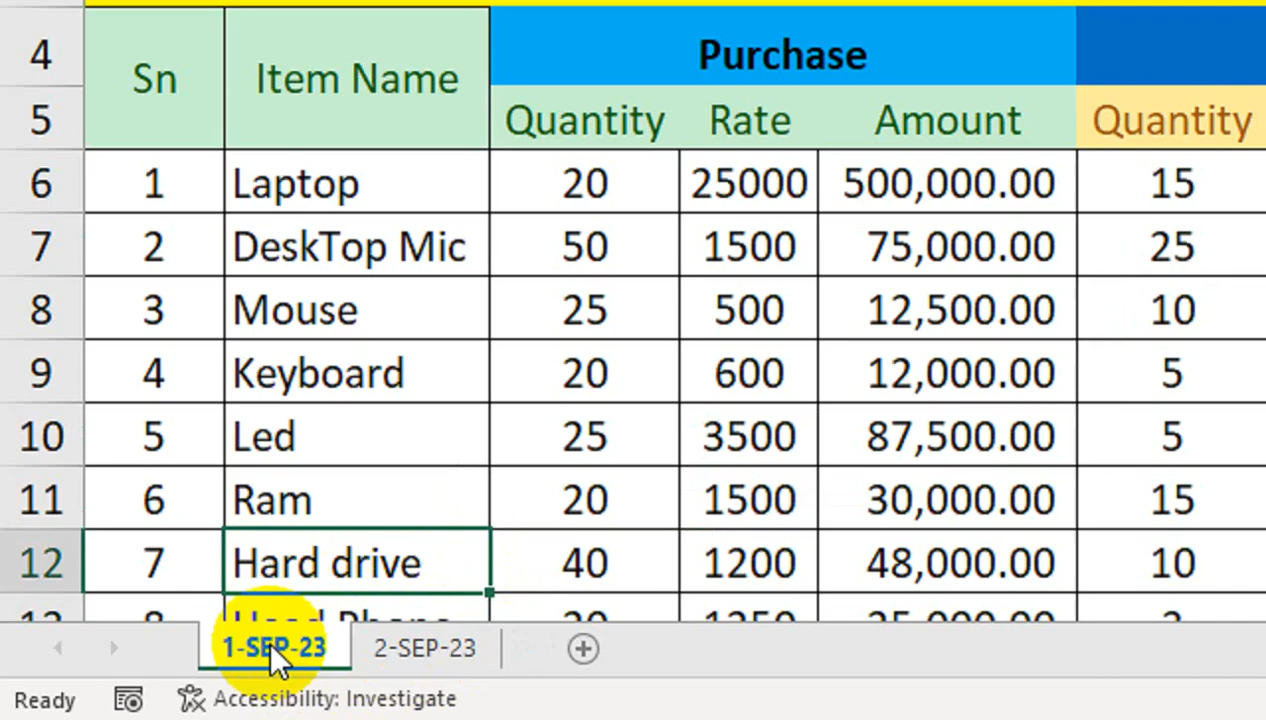 4 Purchase
Sn Item Name
5 Quantity Rate Amount Quantity
6 1 Laptop 20 25000 500,000.00 15
7 2 DeskTop Mic 50 1500 75,000.00 25
8 3 Mouse 25 500 12,500.00 10
9 4 Keyboard 20 600 12,000.00 5
10 5 Led 25 3500 87,500.00 5
11 6 Ram 20 1500 30,000.00 15
12 7 Hard drive 40 1200 48,000.00 10
1-SEP-23 2-SEP-23
Ready Accessibility: Investigate